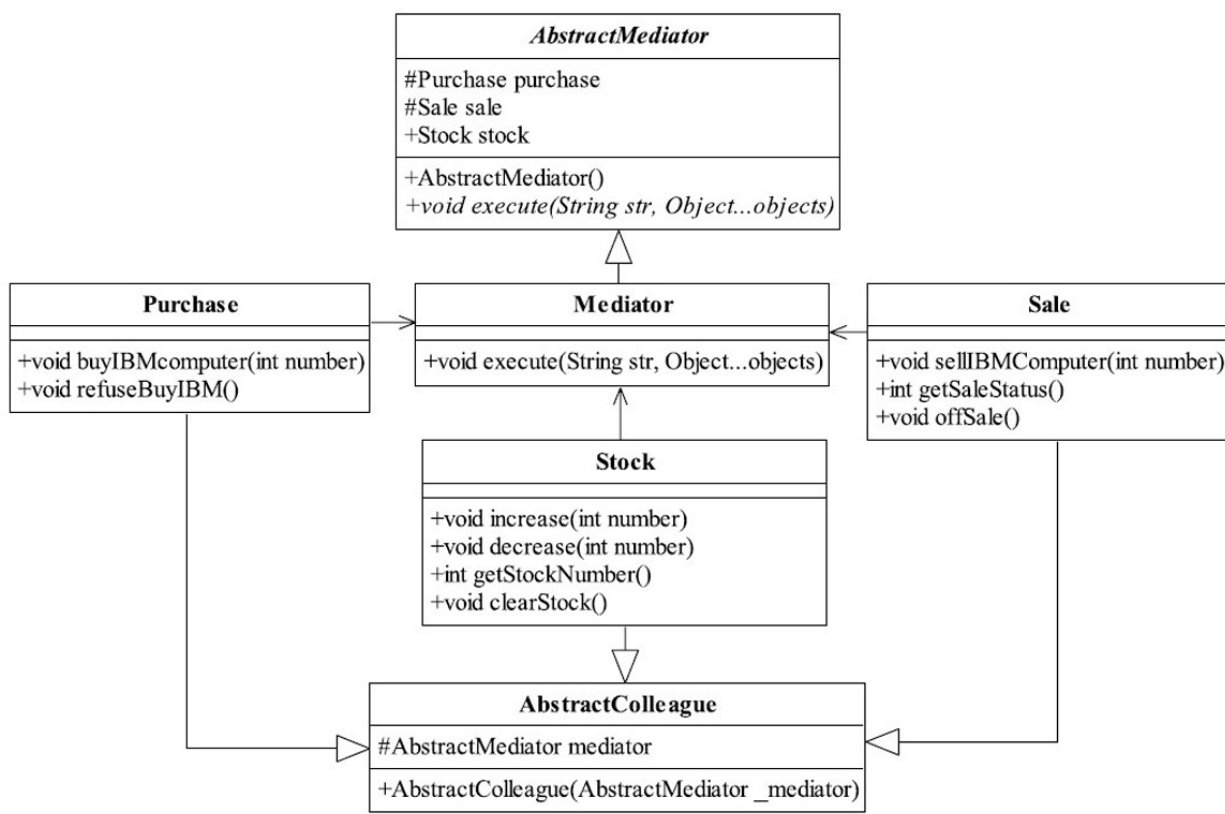 AbstractMediator
#Purchase purchase
#Sale sale
+Stock stock
+AbstractMediator()
+void execute(String str, Object...objects)
Purchase
+void buyIBMcomputer(int number)
+void refuseBuyIBM()
Mediator
+void execute(String str, Object...objects)
Sale
+void sellIBMComputer(int number)
+int getSaleStatus()
+void offSale()
Stock
+void increase(int number)
+void decrease(int number)
+int getStockNumber()
+void clearStock()
AbstractColleague
#AbstractMediator mediator
+AbstractColleague(AbstractMediator _mediator)